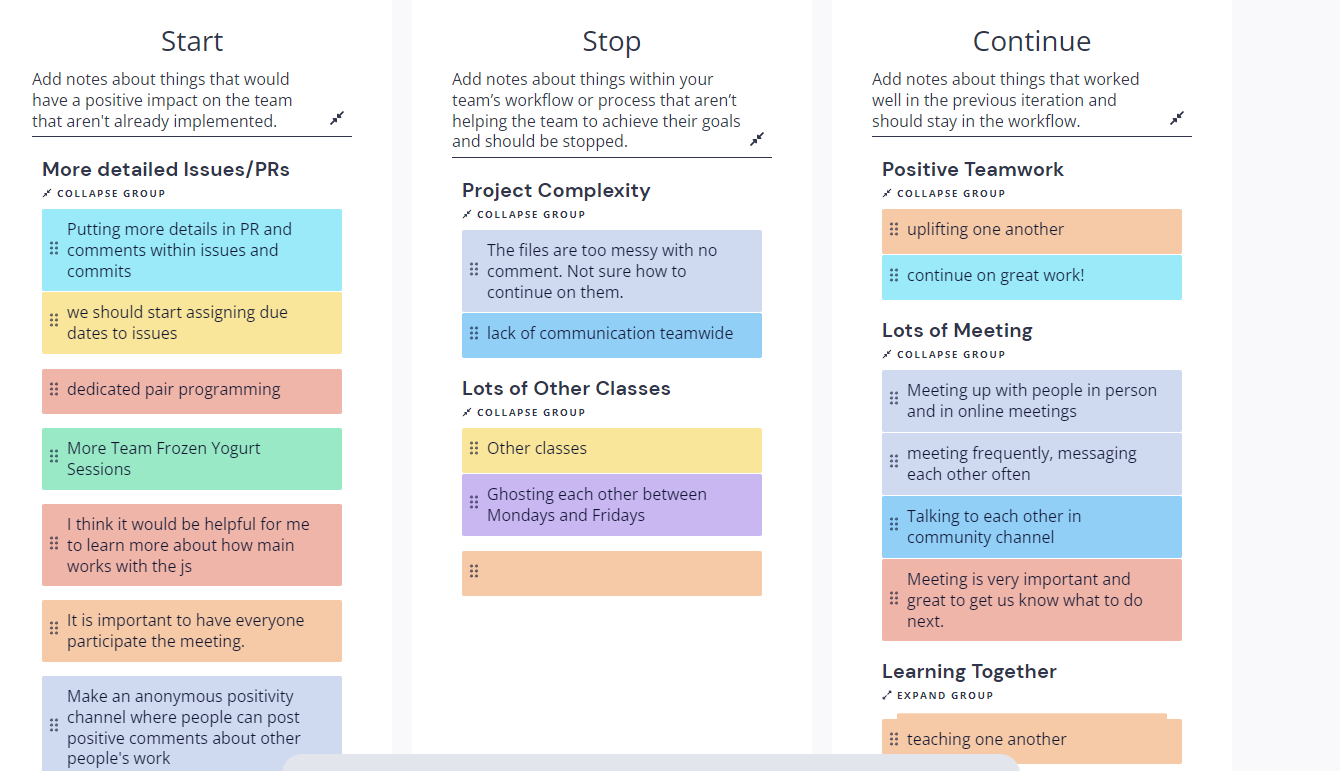 Start
Add notes about things that would
have a positive impact on the team
that aren't already implemented.
More detailed Issues/PRs
COLLAPSE GROUP
Putting more details in PR and
comments within issues and
commits
we should start assigning due
dates to issues
dedicated pair programming
More Team Frozen Yogurt
Sessions
I think it would be helpful for me
to learn more about how main
works with the js
It is important to have everyone
participate the meeting.
Make an anonymous positivity
channel where people can post
positive comments about other
people's work
Stop
Add notes about things within your
team’s workflow or process that aren’t
helping the team to achieve their goals
and should be stopped.
Project Complexity
COLLAPSE GROUP
The files are too messy with no
comment. Not sure how to
continue on them.
lack of communication teamwide
Lots of Other Classes
COLLAPSE GROUP
Other classes
Ghosting each other between
Mondays and Fridays
Continue
Add notes about things that worked
well in the previous iteration and
should stay in the workflow.
Positive Teamwork
COLLAPSE GROUP
uplifting one another
continue on great work!
Lots of Meeting
COLLAPSE GROUP
Meeting up with people in person
and in online meetings
meeting frequently, messaging
each other often
Talking to each other in
community channel
Meeting is very important and
great to get us know what to do
next.
Learning Together
EXPAND GROUP
teaching one another